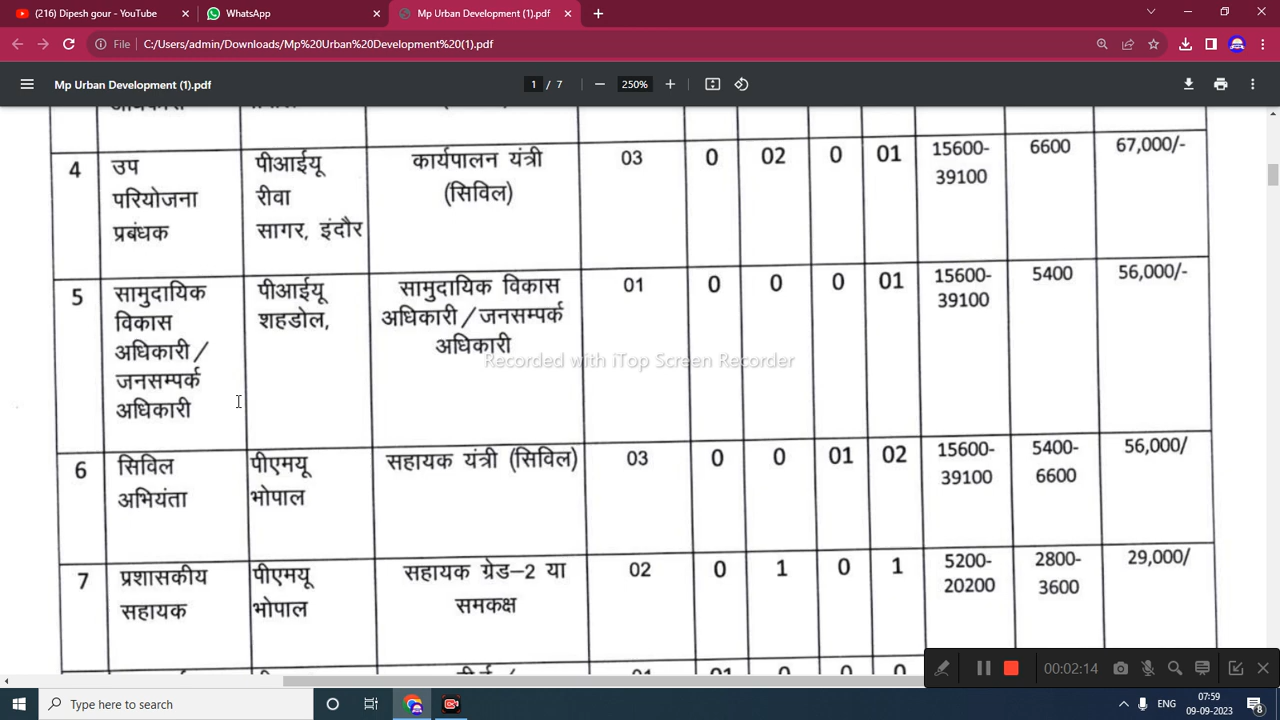 (216) Dipesh gour - YouTube
WhatsApp
Mp Urban Development (1).pdf
File
C:/Users/admin/Downloads/Mp%20Urban%20Development%20(1).pdf
Mp Urban Development (1).pdf
1 / 7
250%
4 उप पीआईयू कार्यपालन यंत्री 03 0 02 0 01 15600- 6600 67,000/-
परियोजना रीवा (सिविल) 39100
प्रबंधक सागर, इंदौर
5 सामुदायिक पीआईयू सामुदायिक विकास 01 0 0 0 01 15600- 5400 56,000/-
विकास शहडोल, अधिकारी/जनसम्पर्क 39100
अधिकारी/ अधिकारी
जनसम्पर्क
अधिकारी
Recorded with iTop Screen Recorder
6 सिविल पीएमयू सहायक यंत्री (सिविल) 03 0 0 01 02 15600- 5400- 56,000/
अभियंता भोपाल 39100 6600
7 प्रशासकीय पीएमयू सहायक ग्रेड–2 या 02 0 1 0 1 5200- 2800- 29,000/
सहायक भोपाल समकक्ष 20200 3600
00:02:14
Type here to search
ENG
07:59
09-09-2023
8